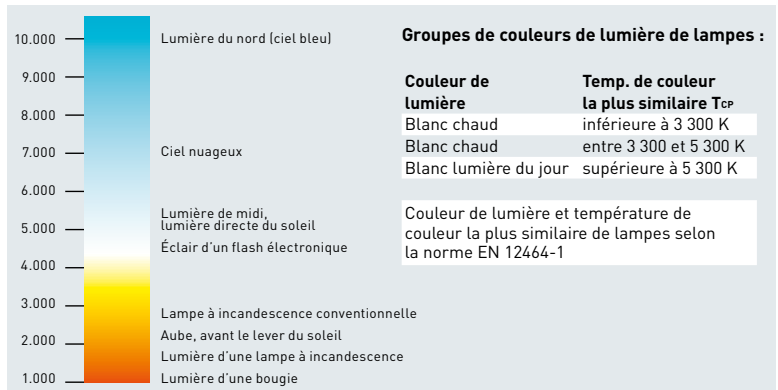 10.000
Lumière du nord (ciel bleu)
9.000
8.000
7.000
Ciel nuageux
6.000
Lumière de midi,
lumière directe du soleil
5.000
Éclair d'un flash électronique
4.000
3.000
Lampe à incandescence conventionnelle
Aube, avant le lever du soleil
2.000
Lumière d'une lampe à incandescence
1.000
Lumière d'une bougie
Groupes de couleurs de lumière de lampes :
Couleur de Temp. de couleur
lumière la plus similaire TCP
Blanc chaud inférieure à 3 300 K
Blanc chaud entre 3 300 et 5 300 K
Blanc lumière du jour supérieure à 5 300 K
Couleur de lumière et température de
couleur la plus similaire de lampes selon
la norme EN 12464-1